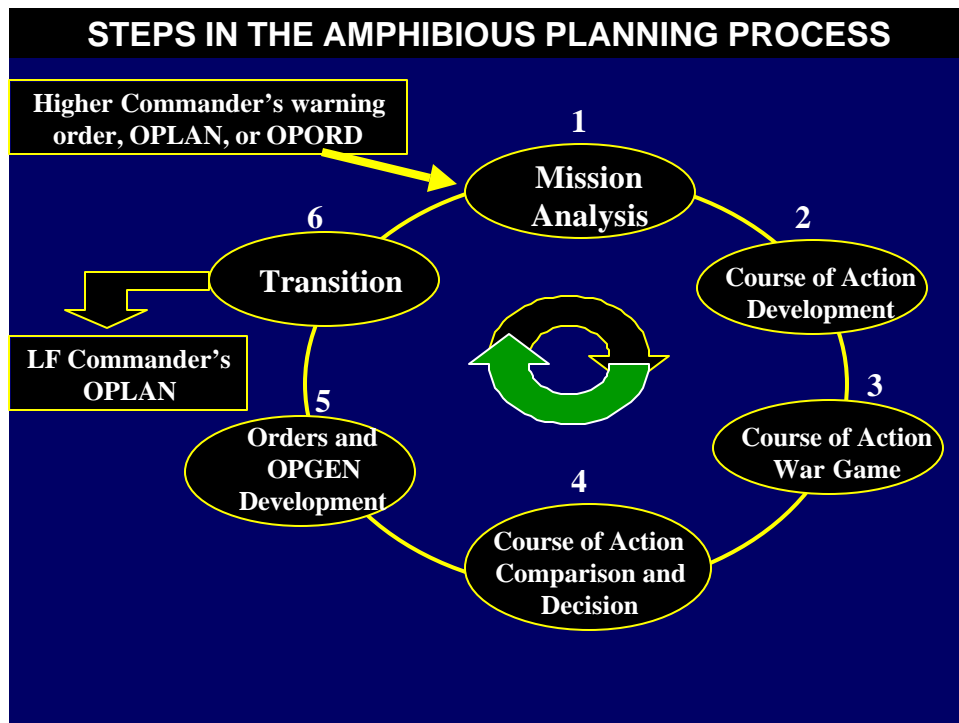 STEPS IN THE AMPHIBIOUS PLANNING PROCESS
Higher Commander's warning
order, OPLAN, or OPORD
1
Mission
Analysis
2
Course of Action
Development
3
Course of Action
War Game
4
Course of Action
Comparison and
Decision
5
Orders and
OPGEN
Development
6
Transition
LF Commander's
OPLAN